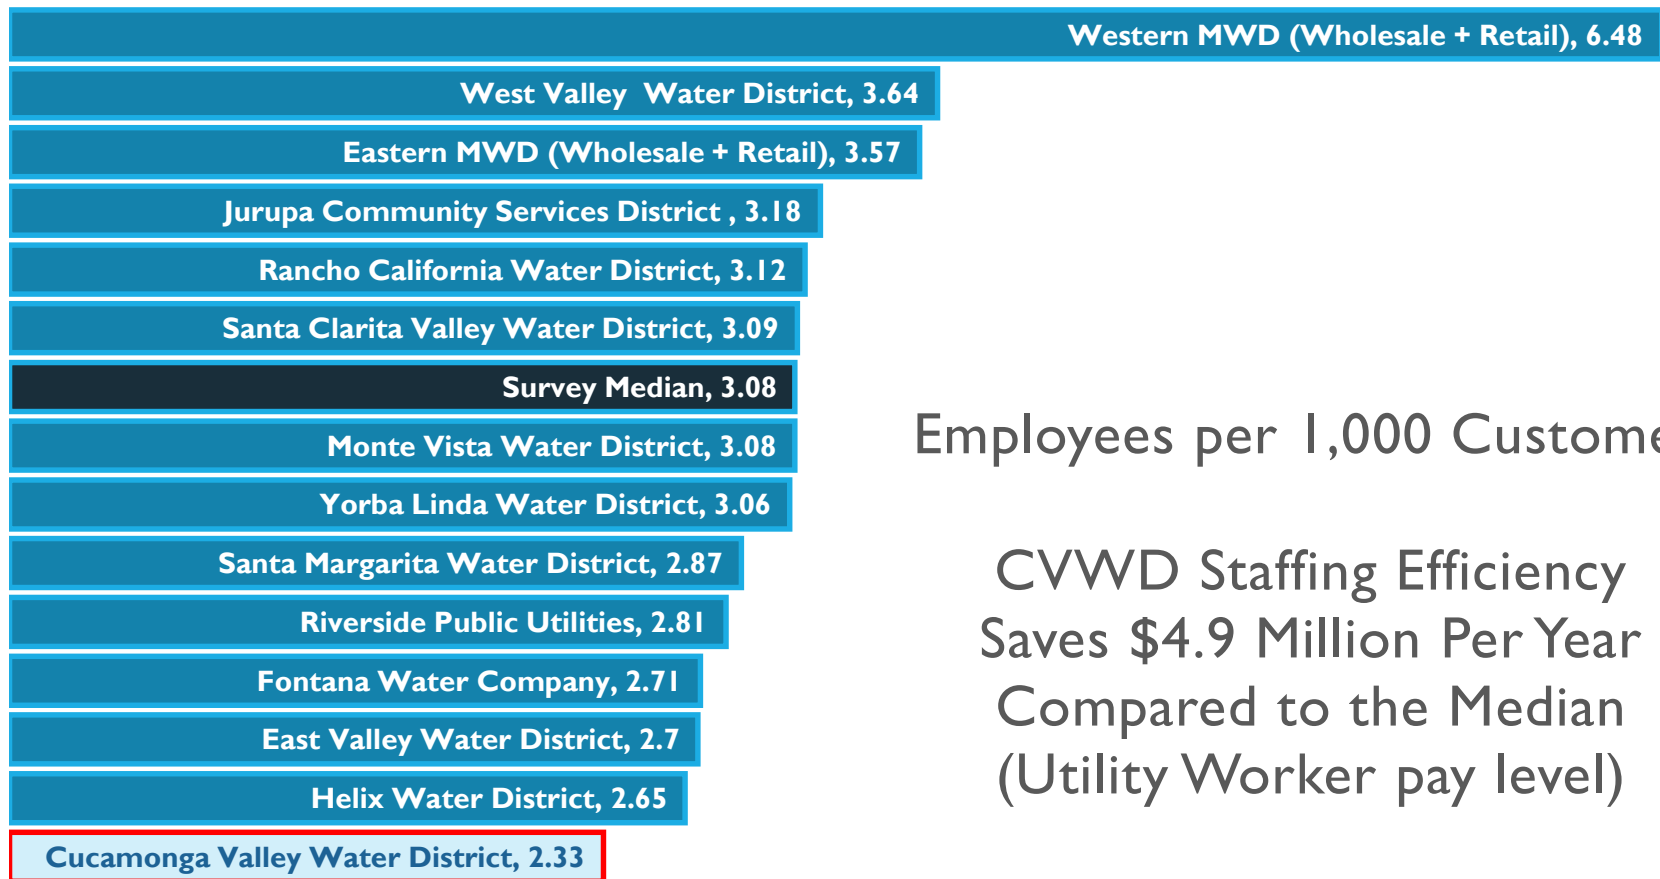 Western MWD (Wholesale + Retail), 6.48
West Valley Water District, 3.64
Eastern MWD (Wholesale + Retail), 3.57
Jurupa Community Services District , 3.18
Rancho California Water District, 3.12
Santa Clarita Valley Water District, 3.09
Survey Median, 3.08
Monte Vista Water District, 3.08
Yorba Linda Water District, 3.06
Santa Margarita Water District, 2.87
Riverside Public Utilities, 2.81
Fontana Water Company, 2.71
East Valley Water District, 2.7
Helix Water District, 2.65
Cucamonga Valley Water District, 2.33
Employees per 1,000 Custome
CVWD Staffing Efficiency
Saves $4.9 Million Per Year
Compared to the Median
(Utility Worker pay level)